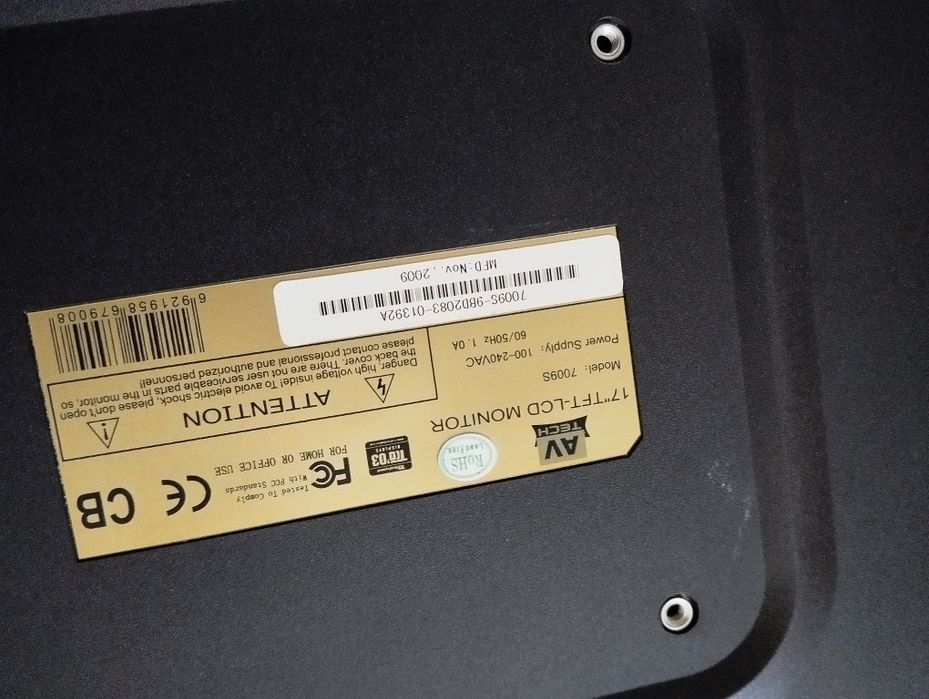 AV
TECH
RoHS
Lead Free
TCO'03
DISPLAYS
FC
Tested To Comply
With FCC Standards
FOR HOME OR OFFICE USE
CE
CB
17"TFT-LCD MONITOR
Model: 7009S
Power Supply: 100-240VAC
60/50Hz 1.0A
ATTENTION
Danger, high voltage inside! To avoid electric shock, please don't open
the back cover. There are not user serviceable parts in the monitor, so
please contact professional and authorized personnel!
7009S-9BD2083-01392A
MFD:Nov. . 2009
6 921958 679008